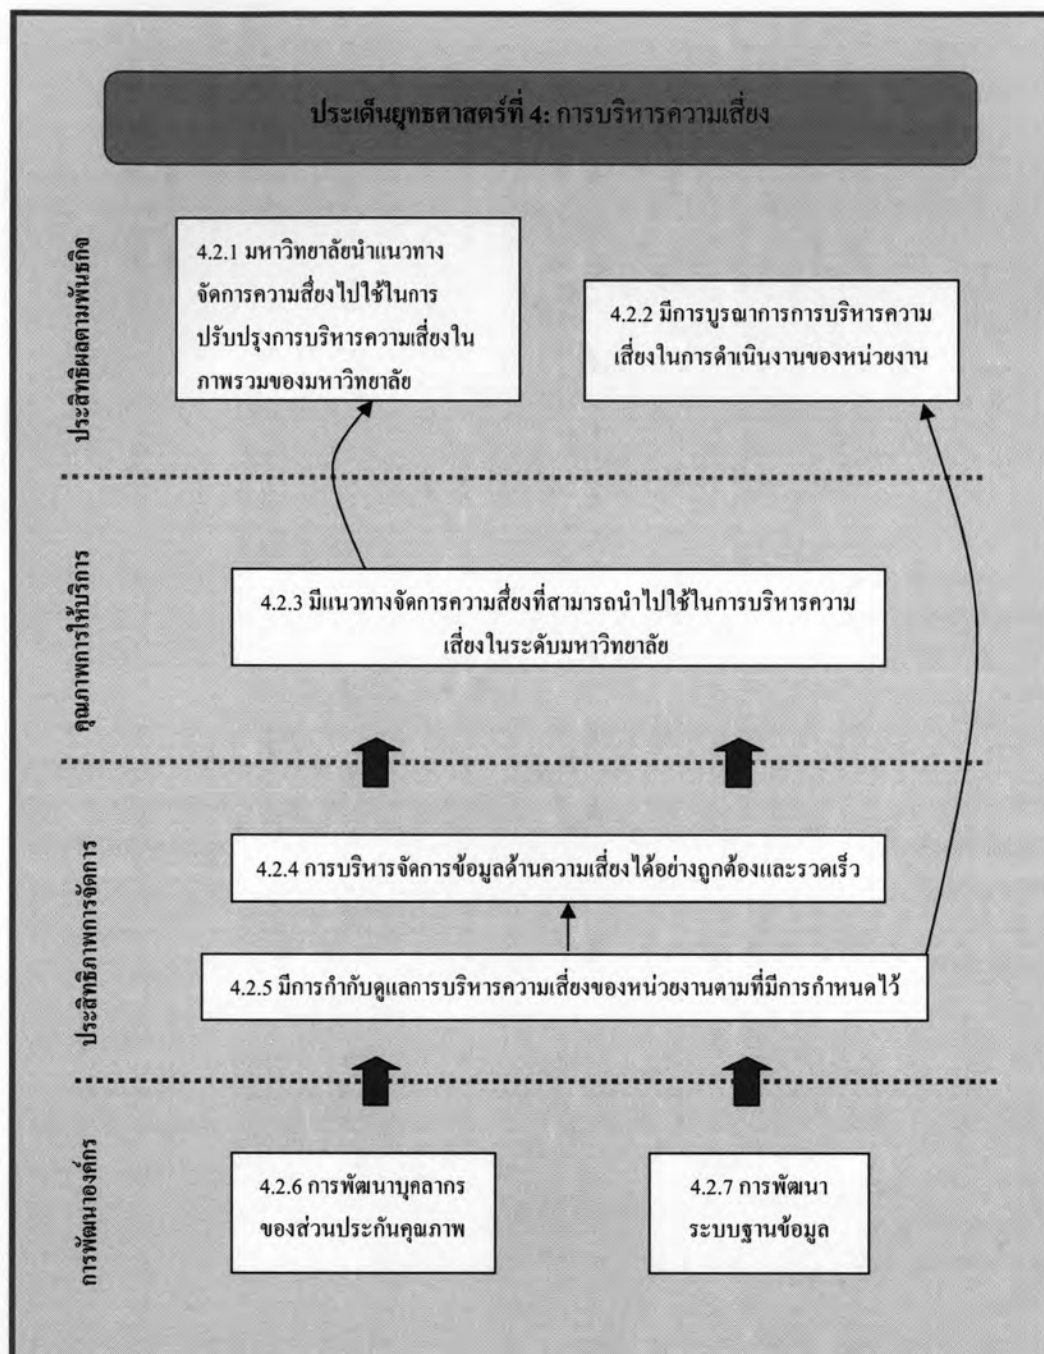 ประเด็นยุทธศาสตร์ที่ 4: การบริหารความเสี่ยง
ประสิทธิผลตามพันธกิจ
4.2.1 มหาวิทยาลัยนำแนวทาง
จัดการความสี่ยงไปใช้ในการ
ปรับปรุงการบริหารความเสี่ยงใน
ภาพรวมของมหาวิทยาลัย
4.2.2 มีการบูรณาการการบริหารความ
เสี่ยงในการดำเนินงานของหน่วยงาน
คุณภาพการให้บริการ
4.2.3 มีแนวทางจัดการความสี่ยงที่สามารถนำไปใช้ในการบริหารความ
เสี่ยงในระดับมหาวิทยาลัย
ประสิทธิภาพการจัดการ
4.2.4 การบริหารจัดการข้อมูลด้านความเสี่ยงได้อย่างถูกต้องและรวดเร็ว
4.2.5 มีการกำกับดูแลการบริหารความเสี่ยงของหน่วยงานตามที่มีการกำหนดไว้
การพัฒนาองค์กร
4.2.6 การพัฒนาบุคลากร
ของส่วนประกันคุณภาพ
4.2.7 การพัฒนา
ระบบฐานข้อมูล